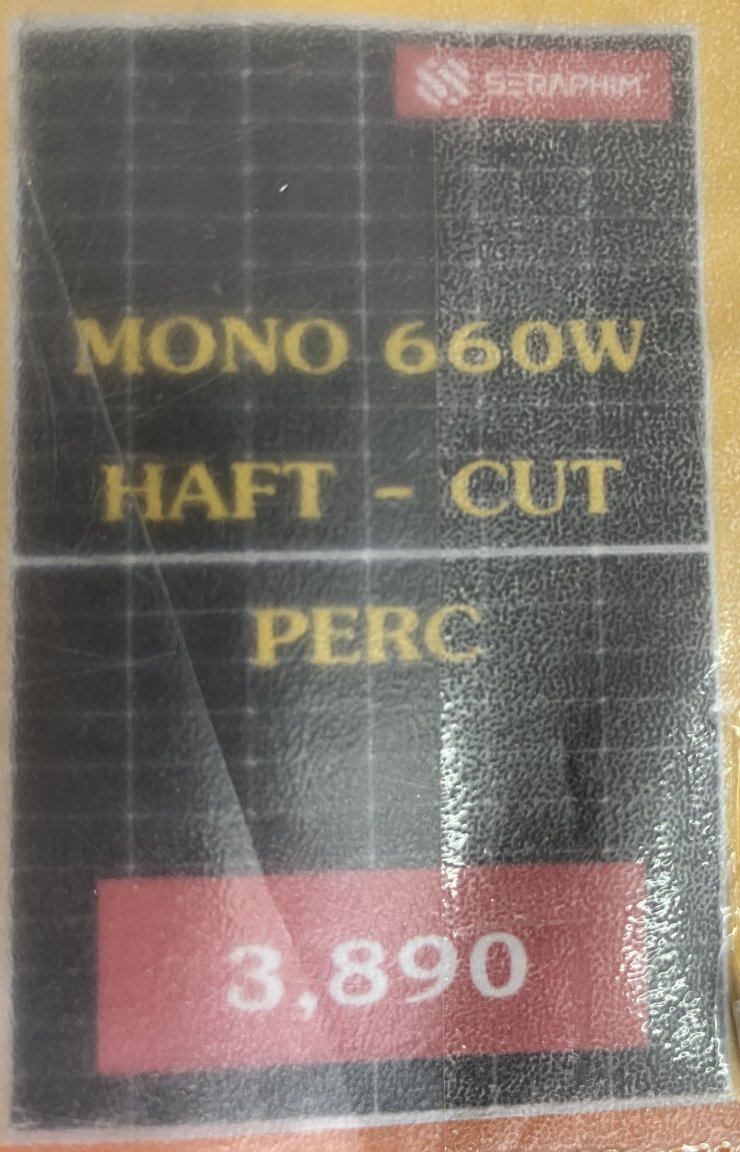 SERAPHIM
MONO 660W
HAFT - CUT
PERC
3,890